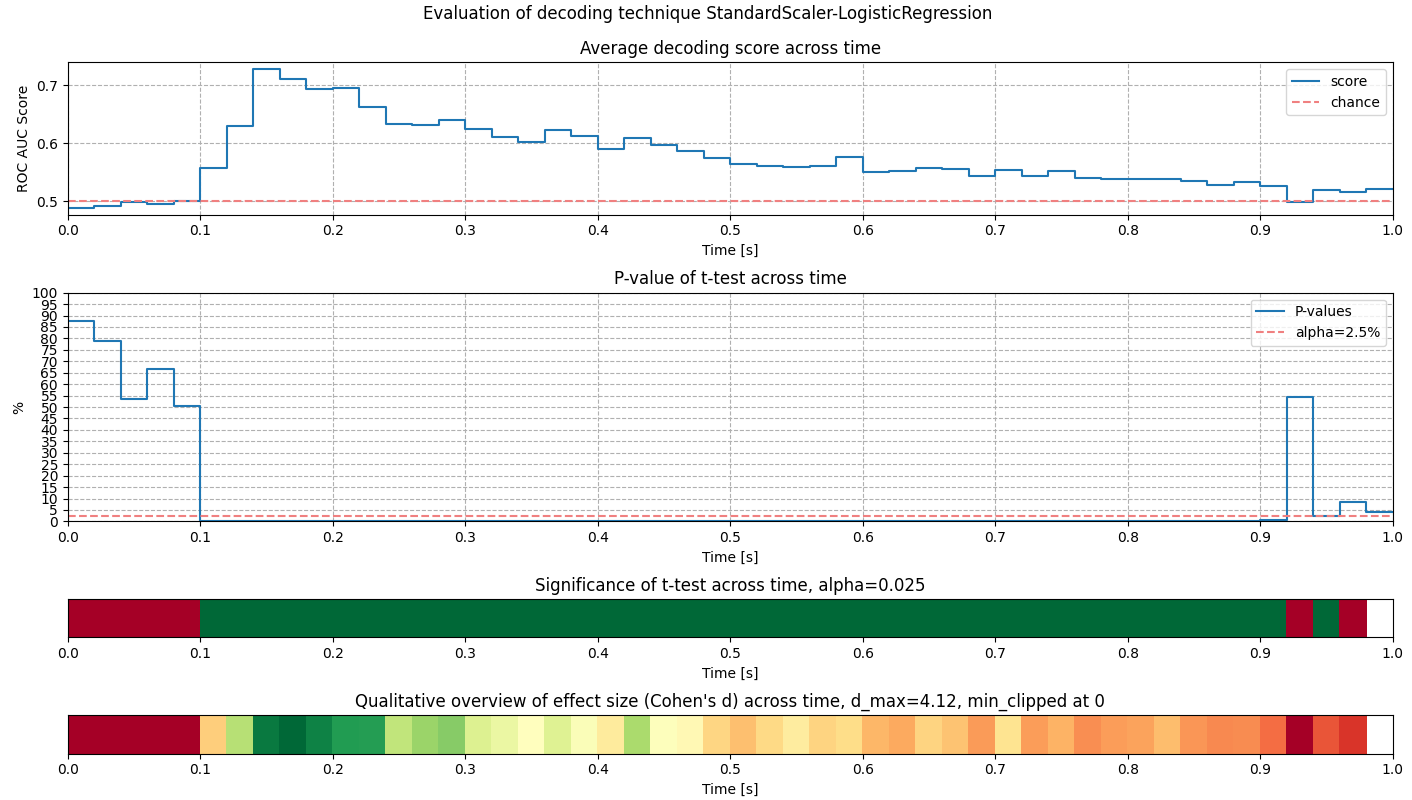 Evaluation of decoding technique StandardScaler-LogisticRegression
Average decoding score across time
ROC AUC Score
0.7
0.6
0.5
score
chance
0.0 0.1 0.2 0.3 0.4 0.5 0.6 0.7 0.8 0.9 1.0
Time [s]
P-value of t-test across time
%
100
95
90
85
80
75
70
65
60
55
50
45
40
35
30
25
20
15
10
5
0
P-values
alpha=2.5%
0.0 0.1 0.2 0.3 0.4 0.5 0.6 0.7 0.8 0.9 1.0
Time [s]
Significance of t-test across time, alpha=0.025
0.0 0.1 0.2 0.3 0.4 0.5 0.6 0.7 0.8 0.9 1.0
Time [s]
Qualitative overview of effect size (Cohen's d) across time, d_max=4.12, min_clipped at 0
0.0 0.1 0.2 0.3 0.4 0.5 0.6 0.7 0.8 0.9 1.0
Time [s]